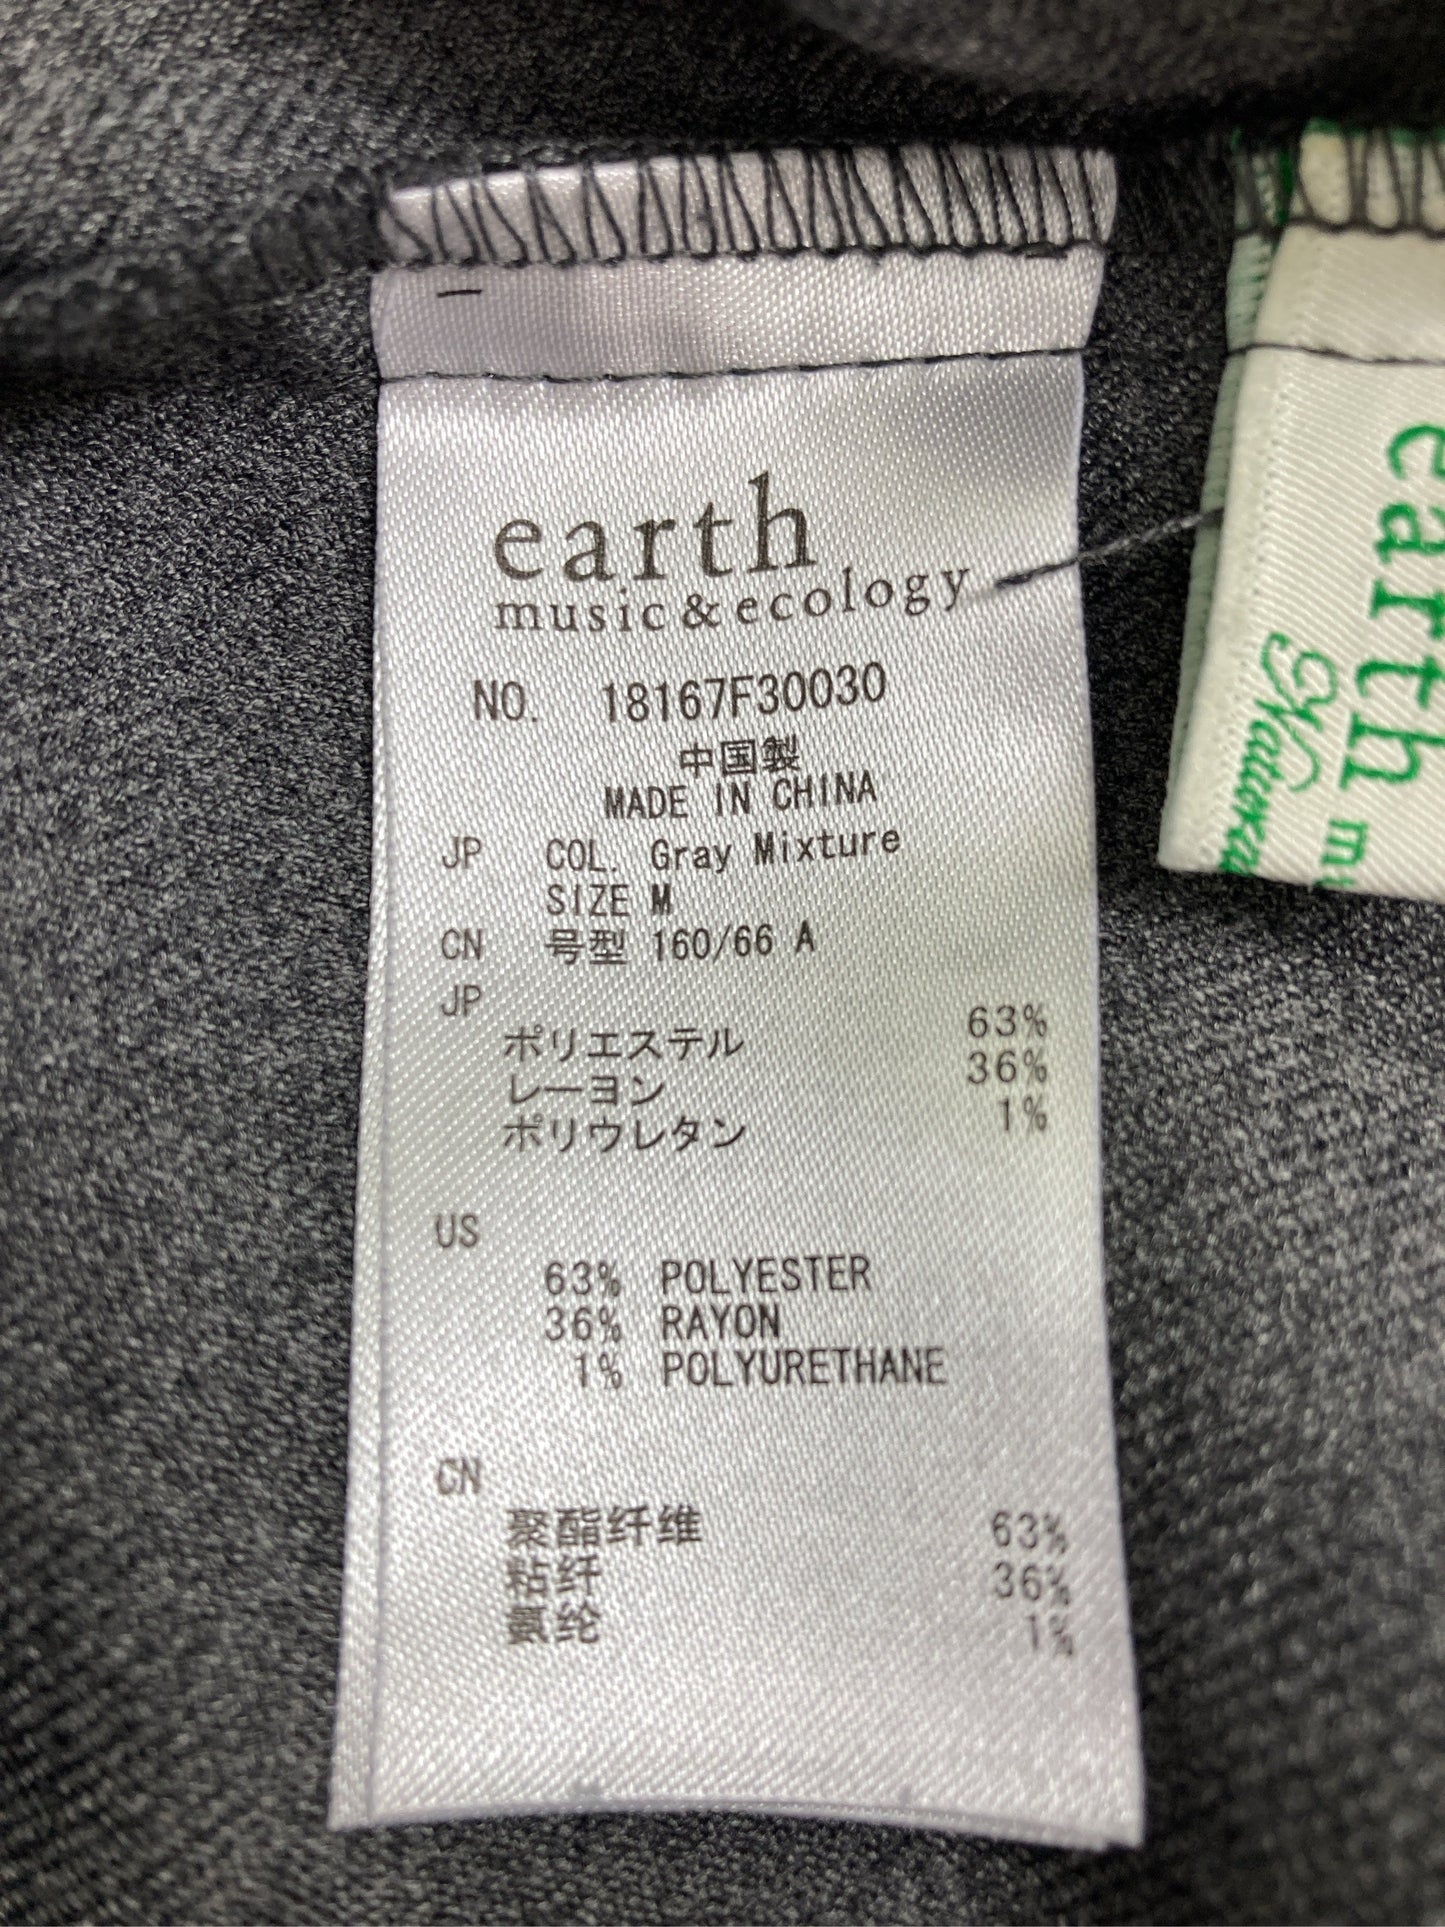 earth
music & ecology
NO. 18167F30030
中国製
MADE IN CHINA
JP COL. Gray Mixture
SIZE M
CN 号型 160/66 A
JP
ポリエステル 63%
レーヨン 36%
ポリウレタン 1%
US
63% POLYESTER
36% RAYON
1% POLYURETHANE
CN
聚酯纤维 63%
粘纤 36%
氨纶 1%
earth